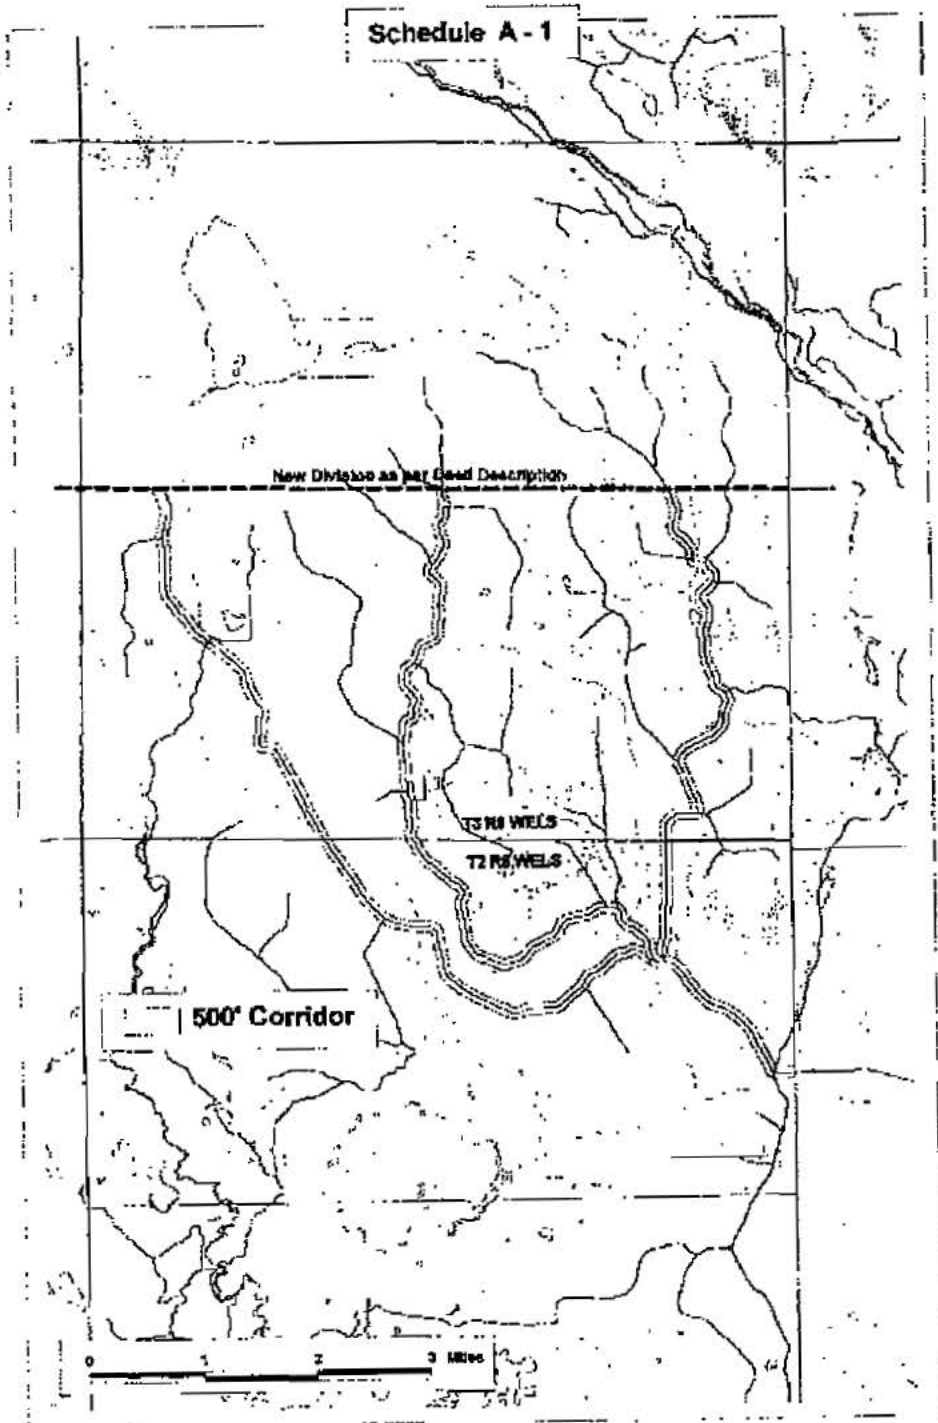 Schedule A - 1
New Division as per Deed Description
T3 R8 WELS
T2 R8 WELS
500' Corridor
0 1 2 3 Miles